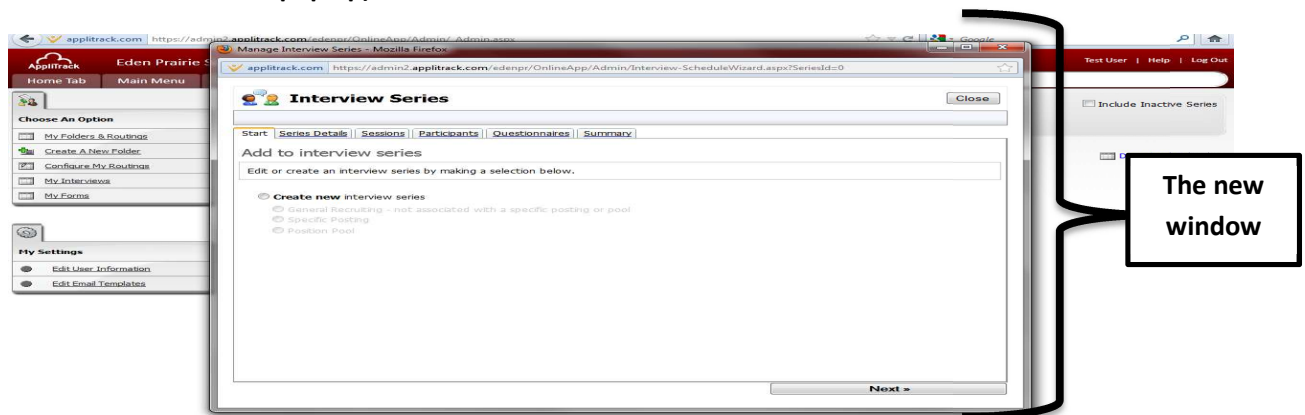 applitrack.com https://admin2.applitrack.com/edenpr/OnlineApp/Admin/_Admin.aspx
Google
Manage Interview Series - Mozilla Firefox
AppliTrack
Eden Prairie S
Test User | Help | Log Out
applitrack.com https://admin2.applitrack.com/edenpr/OnlineApp/Admin/Interview-ScheduleWizard.aspx?SeriesId=0
Home Tab Main Menu
Interview Series
Close
Include Inactive Series
Choose An Option
My Folders & Routings
Create A New Folder
Configure My Routings
My Interviews
My Forms
Start Series Details Sessions Participants Questionnaires Summary
Add to interview series
Edit or create an interview series by making a selection below.
Create new interview series
General Recruiting - not associated with a specific posting or pool
Specific Posting
Position Pool
My Settings
Edit User Information
Edit Email Templates
Next »
The new
window